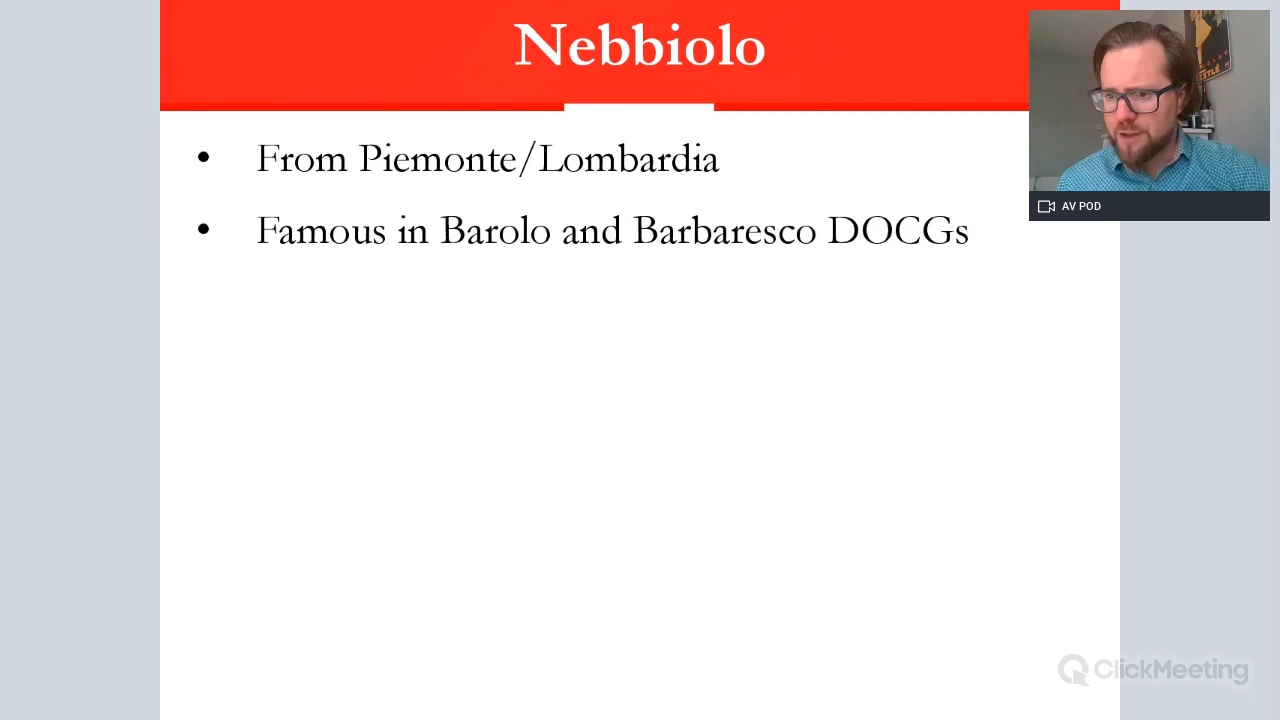 Nebbiolo
• From Piemonte/Lombardia
• Famous in Barolo and Barbaresco DOCGs
AV POD
ClickMeeting